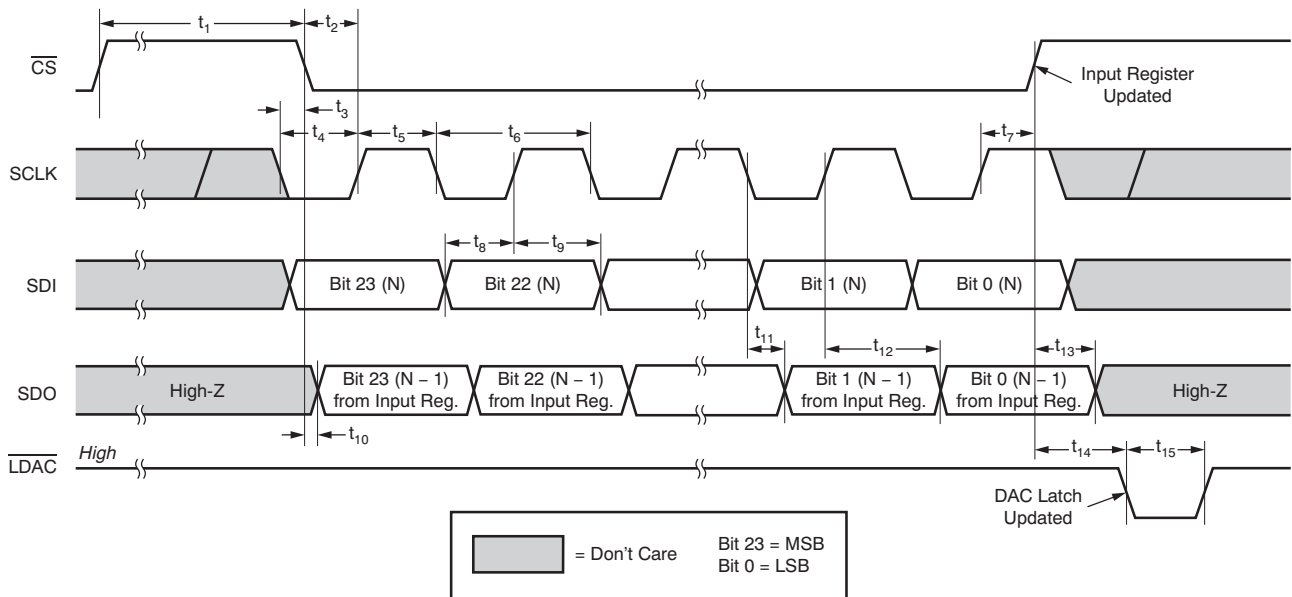 t1
t2
CS
Input Register
Updated
t3
t4
t5
t6
t7
SCLK
t8
t9
SDI
Bit 23 (N)
Bit 22 (N)
Bit 1 (N)
Bit 0 (N)
t11
t12
t13
SDO
High-Z
Bit 23 (N – 1)
from Input Reg.
Bit 22 (N – 1)
from Input Reg.
Bit 1 (N – 1)
from Input Reg.
Bit 0 (N – 1)
from Input Reg.
High-Z
t10
High
LDAC
t14
t15
DAC Latch
Updated
= Don't Care
Bit 23 = MSB
Bit 0 = LSB